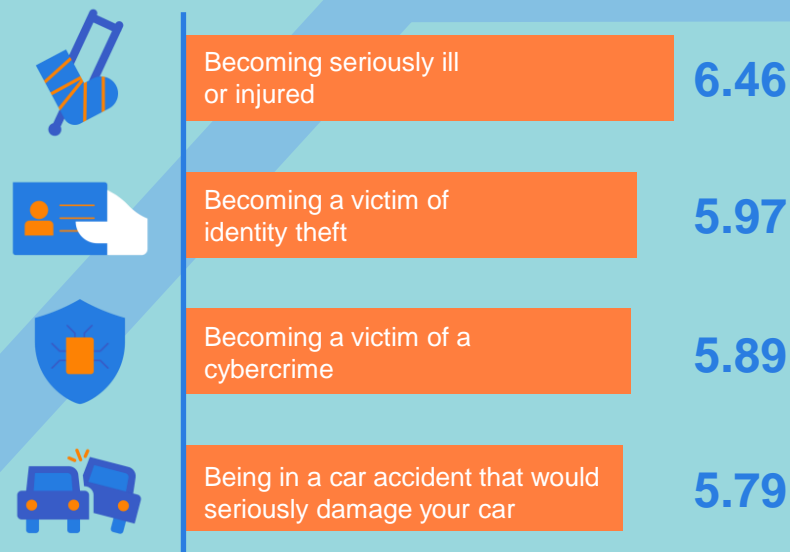 Becoming seriously ill
or injured
6.46
Becoming a victim of
identity theft
5.97
Becoming a victim of a
cybercrime
5.89
Being in a car accident that would
seriously damage your car
5.79